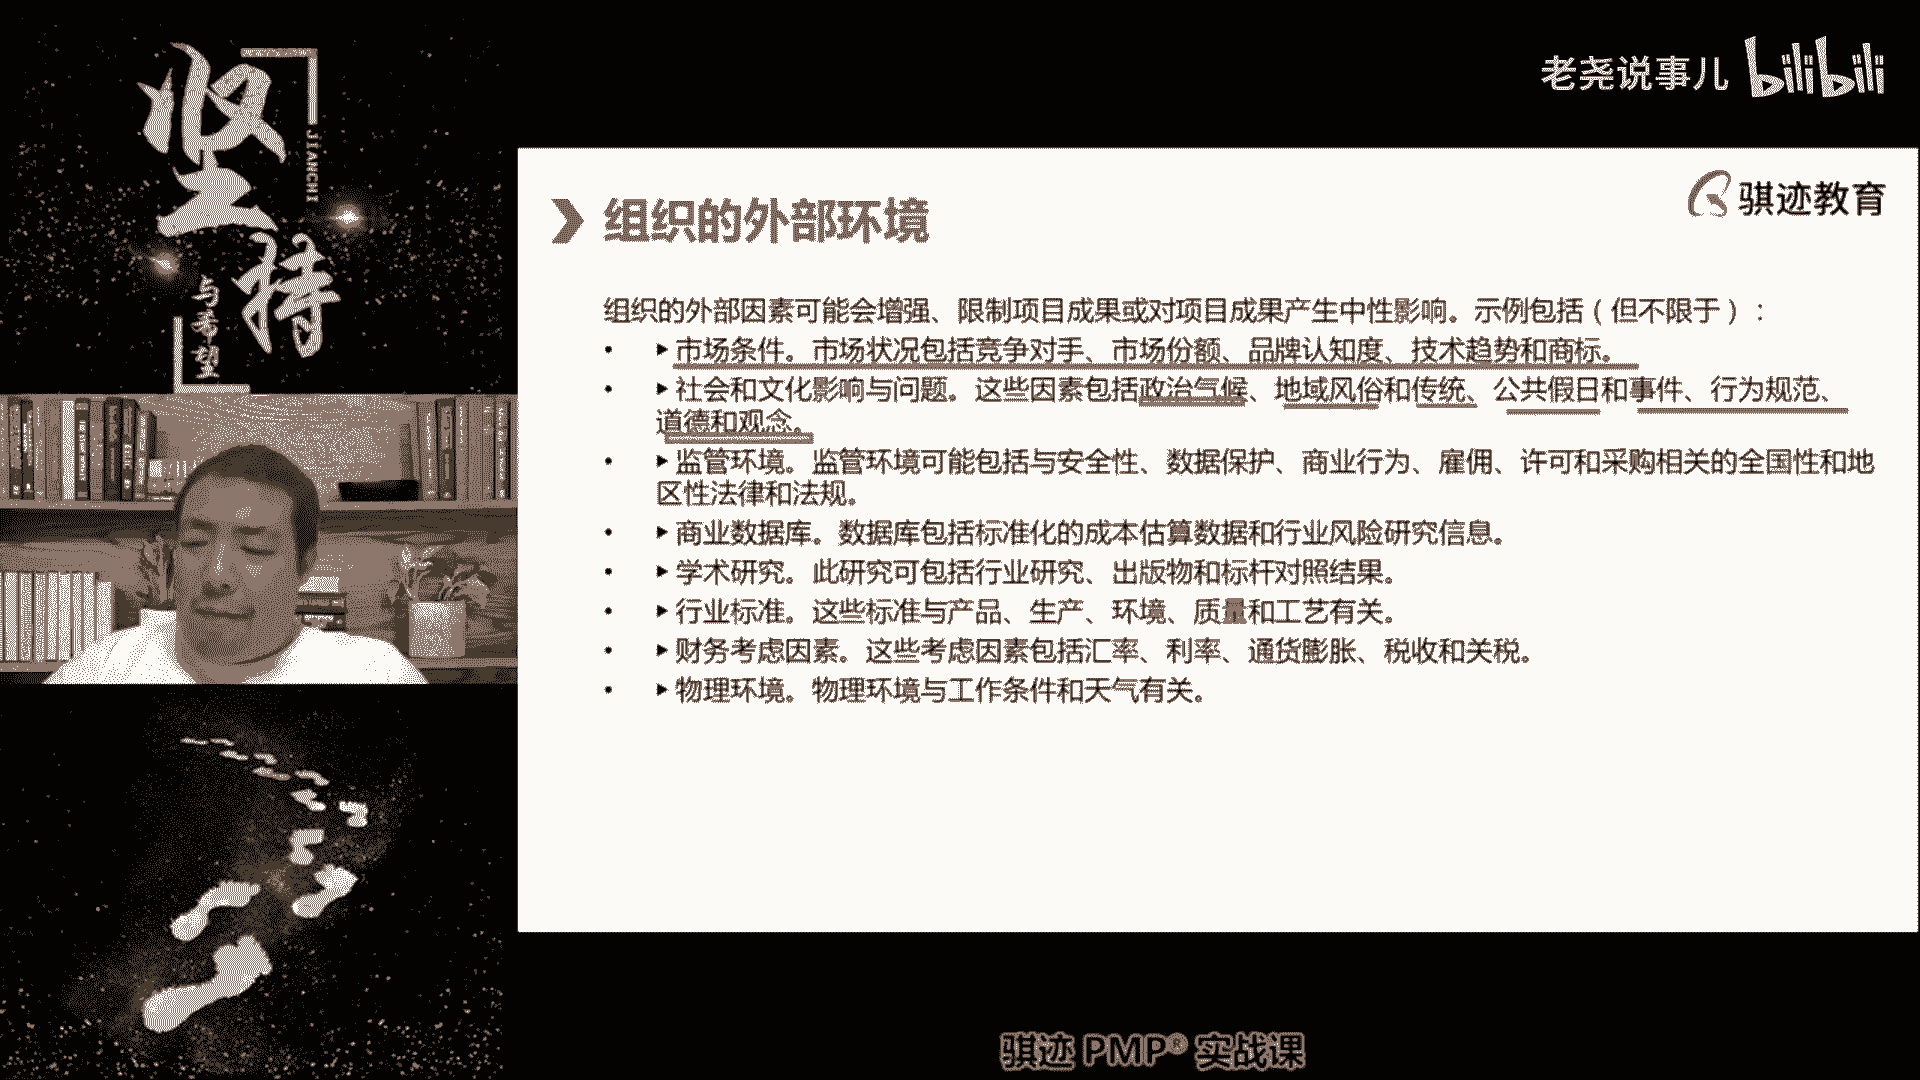 坚持
JIANCHI
与希望
老尧说事儿 bilibili
骐迹教育
组织的外部环境
组织的外部因素可能会增强、限制项目成果或对项目成果产生中性影响。示例包括（但不限于）：
• ▶市场条件。市场状况包括竞争对手、市场份额、品牌认知度、技术趋势和商标。
• ▶社会和文化影响与问题。这些因素包括政治气候、地域风俗和传统、公共假日和事件、行为规范、
道德和观念。
• ▶监管环境。监管环境可能包括与安全性、数据保护、商业行为、雇佣、许可和采购相关的全国性和地
区性法律和法规。
• ▶商业数据库。数据库包括标准化的成本估算数据和行业风险研究信息。
• ▶学术研究。此研究可包括行业研究、出版物和标杆对照结果。
• ▶行业标准。这些标准与产品、生产、环境、质量和工艺有关。
• ▶财务考虑因素。这些考虑因素包括汇率、利率、通货膨胀、税收和关税。
• ▶物理环境。物理环境与工作条件和天气有关。
骐迹 PMP® 实战课